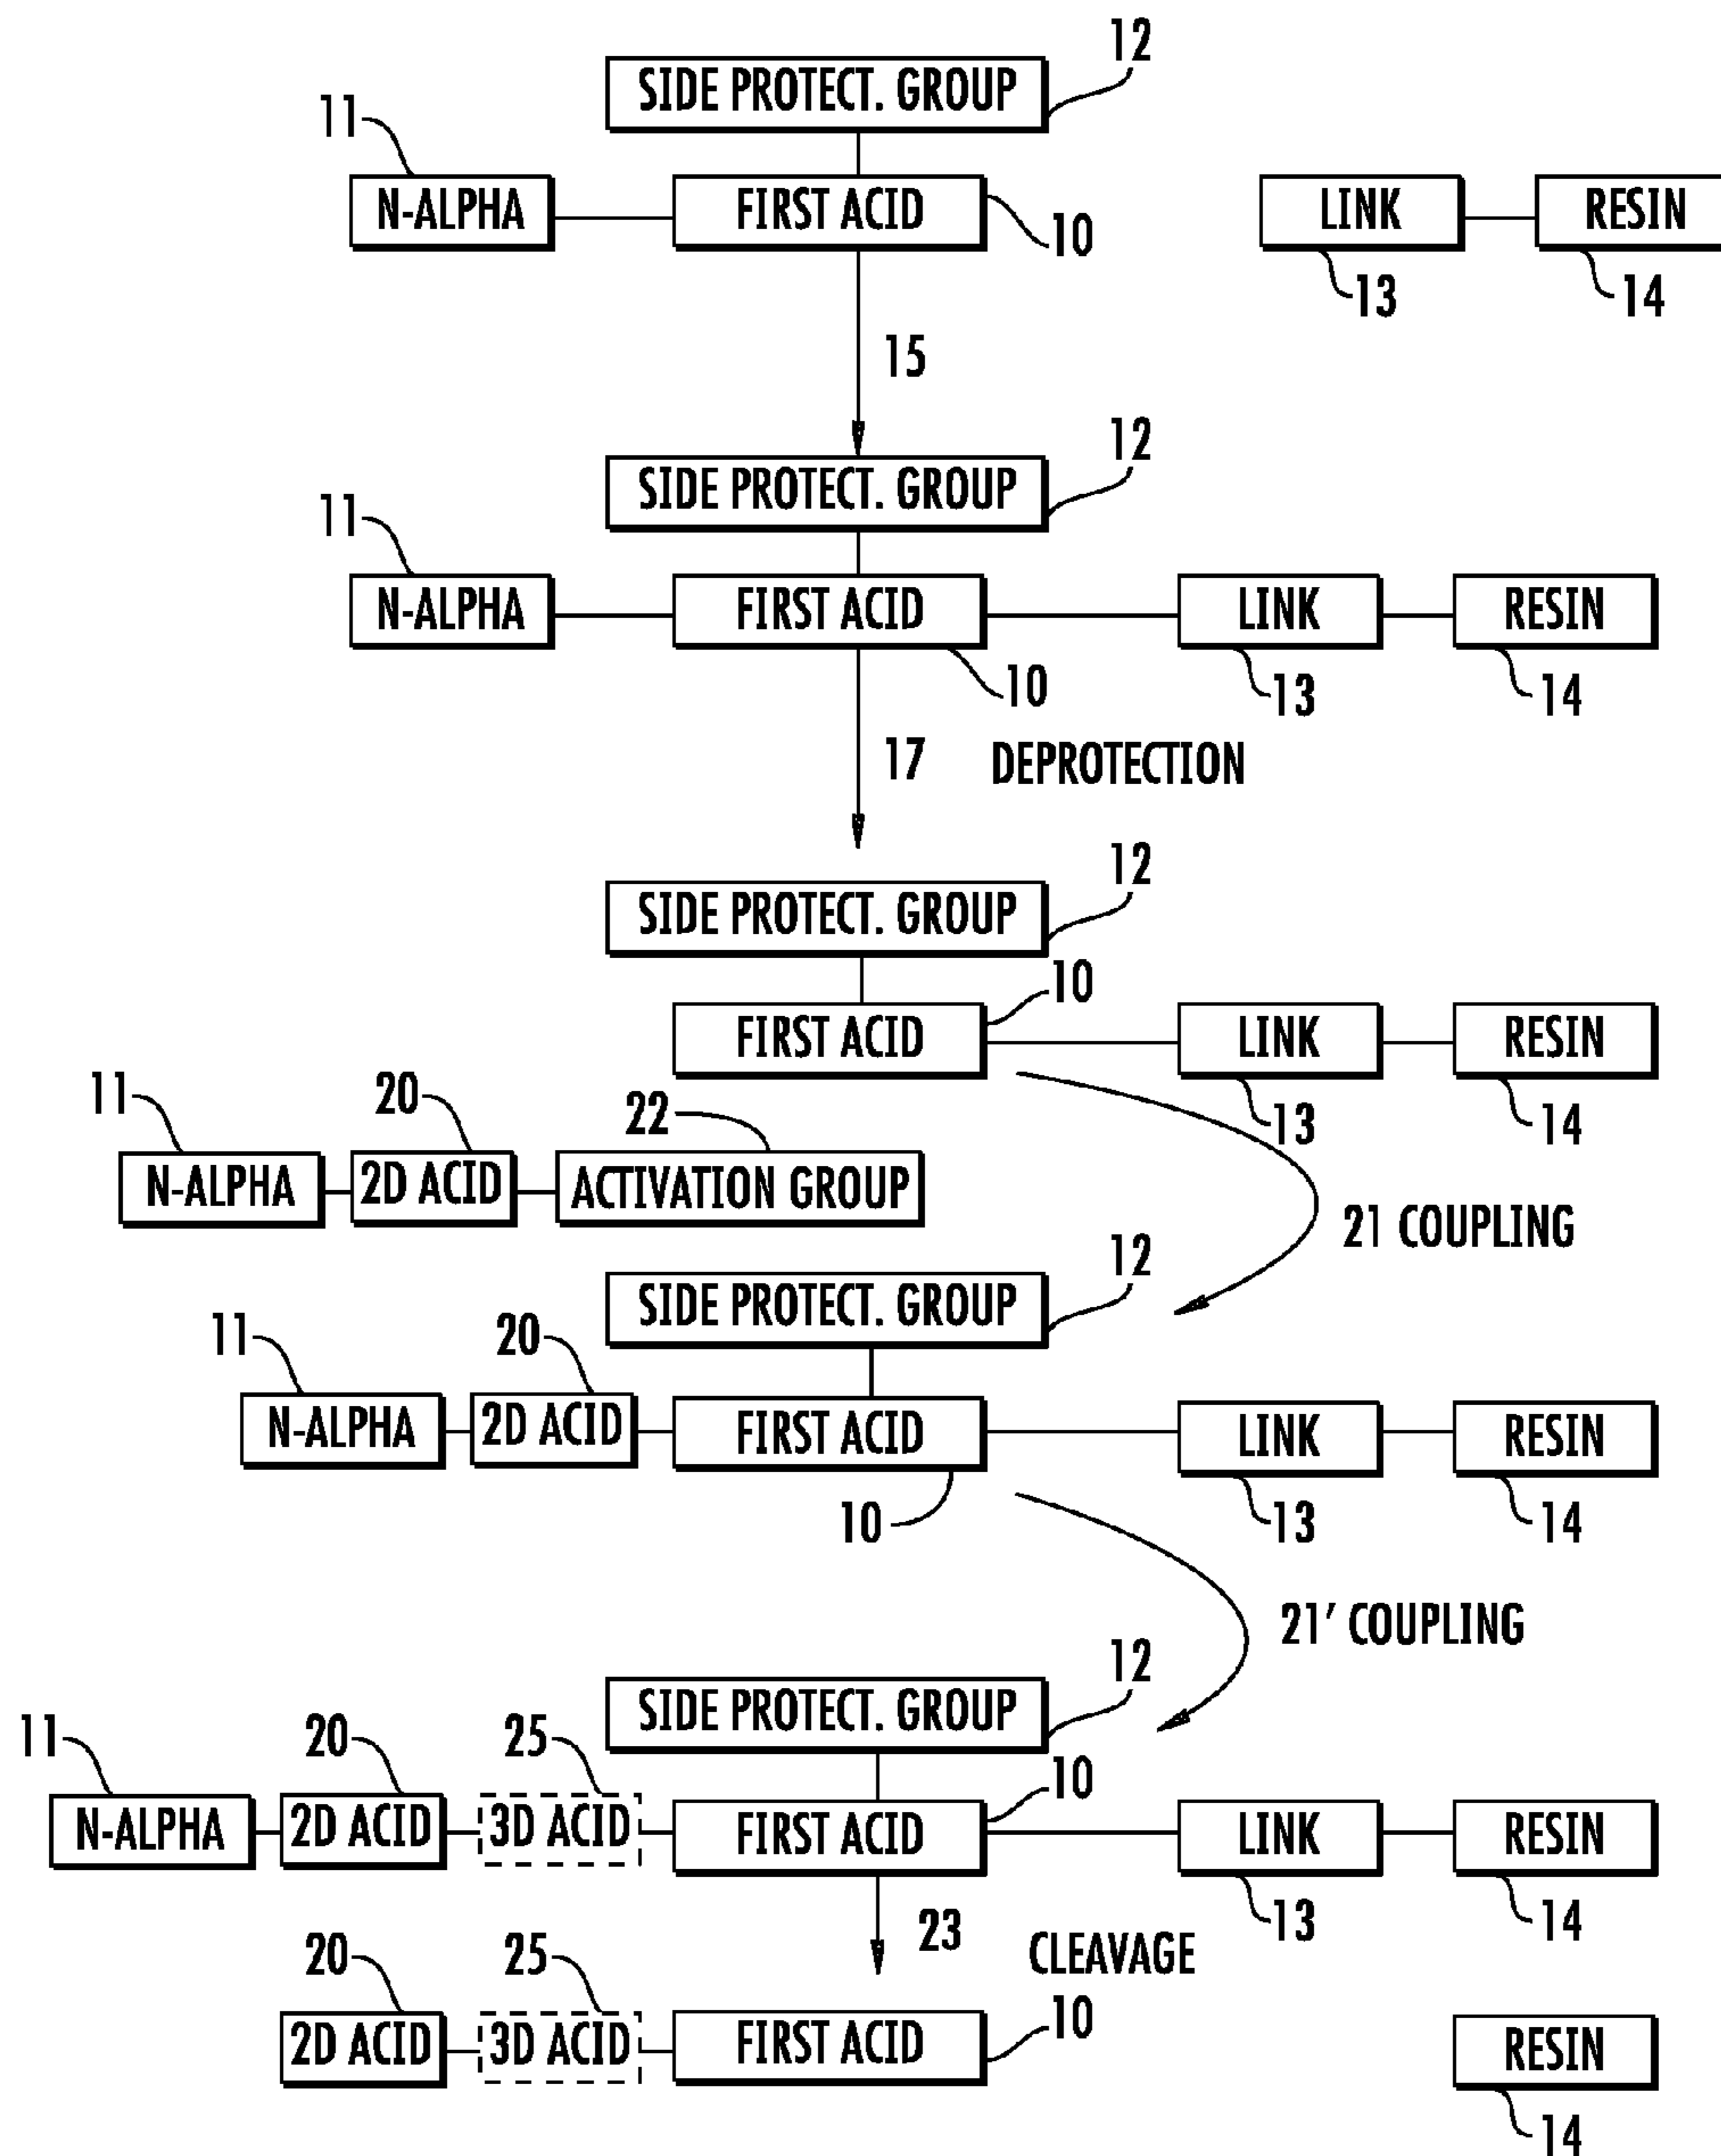 12
SIDE PROTECT. GROUP
11
N-ALPHA
FIRST ACID
10
LINK
RESIN
13
14
15
12
SIDE PROTECT. GROUP
11
N-ALPHA
FIRST ACID
LINK
RESIN
10
13
14
17 DEPROTECTION
12
SIDE PROTECT. GROUP
10
FIRST ACID
LINK
RESIN
13
14
11
20
22
N-ALPHA
2D ACID
ACTIVATION GROUP
21 COUPLING
12
SIDE PROTECT. GROUP
11
20
N-ALPHA
2D ACID
FIRST ACID
LINK
RESIN
10
13
14
21' COUPLING
12
SIDE PROTECT. GROUP
11
20
25
10
N-ALPHA
2D ACID
3D ACID
FIRST ACID
LINK
RESIN
13
14
23 CLEAVAGE
20
25
10
2D ACID
3D ACID
FIRST ACID
RESIN
14